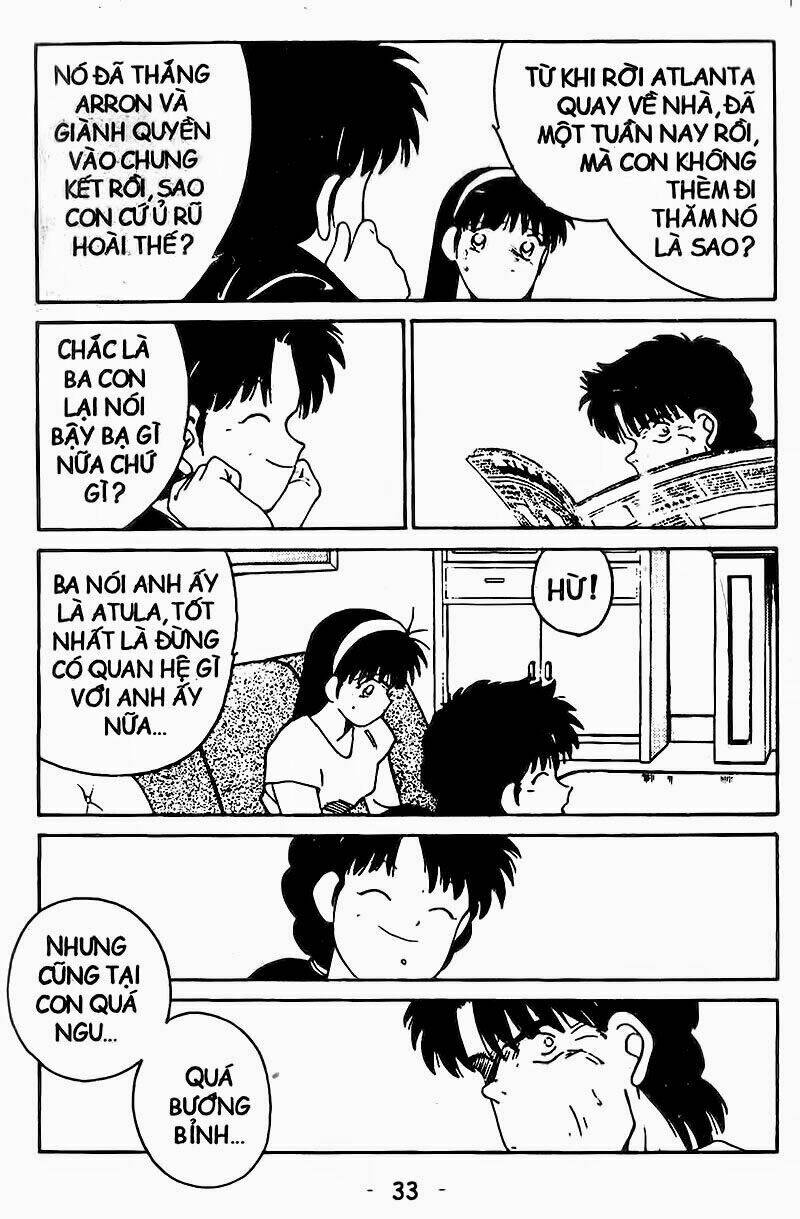 NÓ ĐÃ THẮNG
ARRON VÀ
GIÀNH QUYỀN
VÀO CHUNG
KẾT RỒI, SAO
CON CỨ Ủ RŨ
HOÀI THẾ?
TỪ KHI RỜI ATLANTA
QUAY VỀ NHÀ, ĐÃ
MỘT TUẦN NAY RỒI,
MÀ CON KHÔNG
THÈM ĐI
THĂM NÓ
LÀ SAO?
CHẮC LÀ
BA CON
LẠI NÓI
BẬY BẠ GÌ
NỮA CHỨ
GÌ?
BA NÓI ANH ẤY
LÀ ATULA, TỐT
NHẤT LÀ ĐỪNG
CÓ QUAN HỆ GÌ
VỚI ANH ẤY
NỮA...
HỪ!
NHƯNG
CŨNG TẠI
CON QUÁ
NGU...
QUÁ
BƯỚNG
BỈNH...
- 33 -